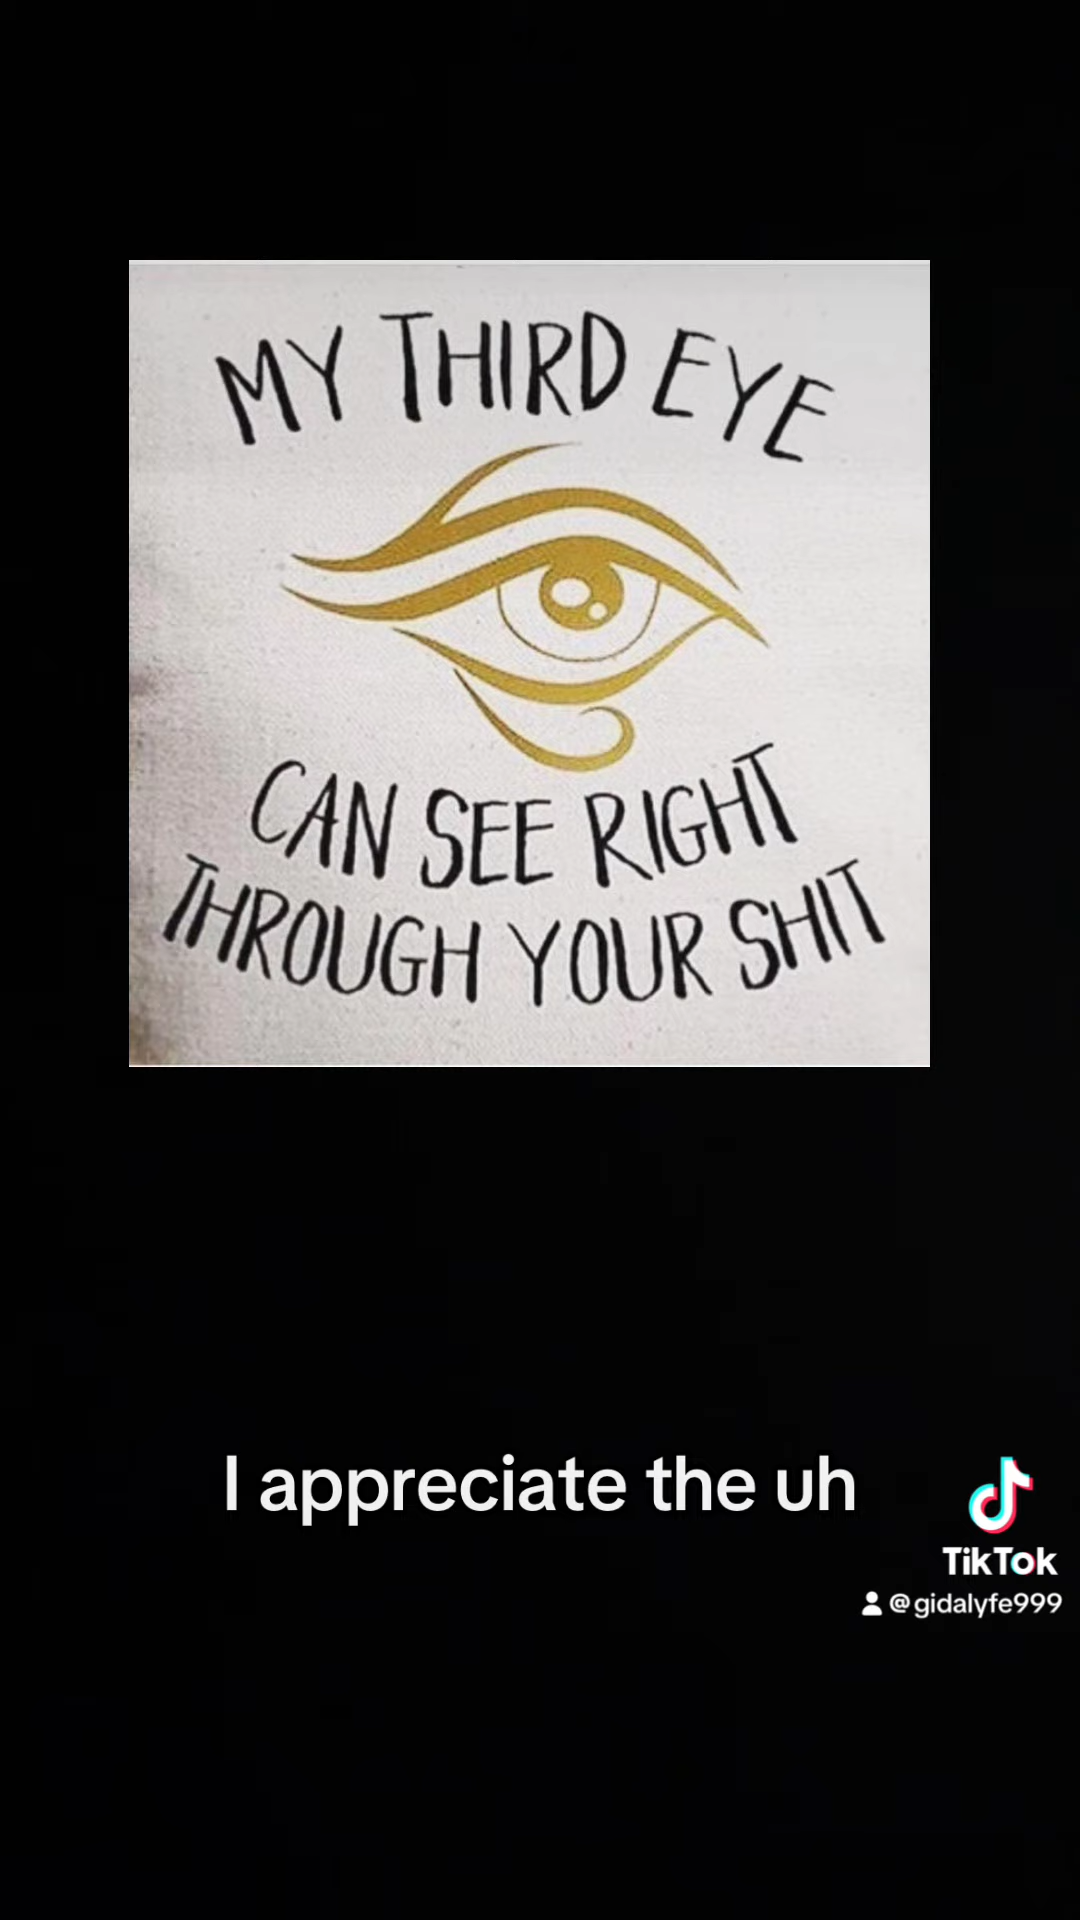 MY THIRD EYE
CAN SEE RIGHT
THROUGH YOUR SHIT
I appreciate the uh
TikTok
@gidalyfe999